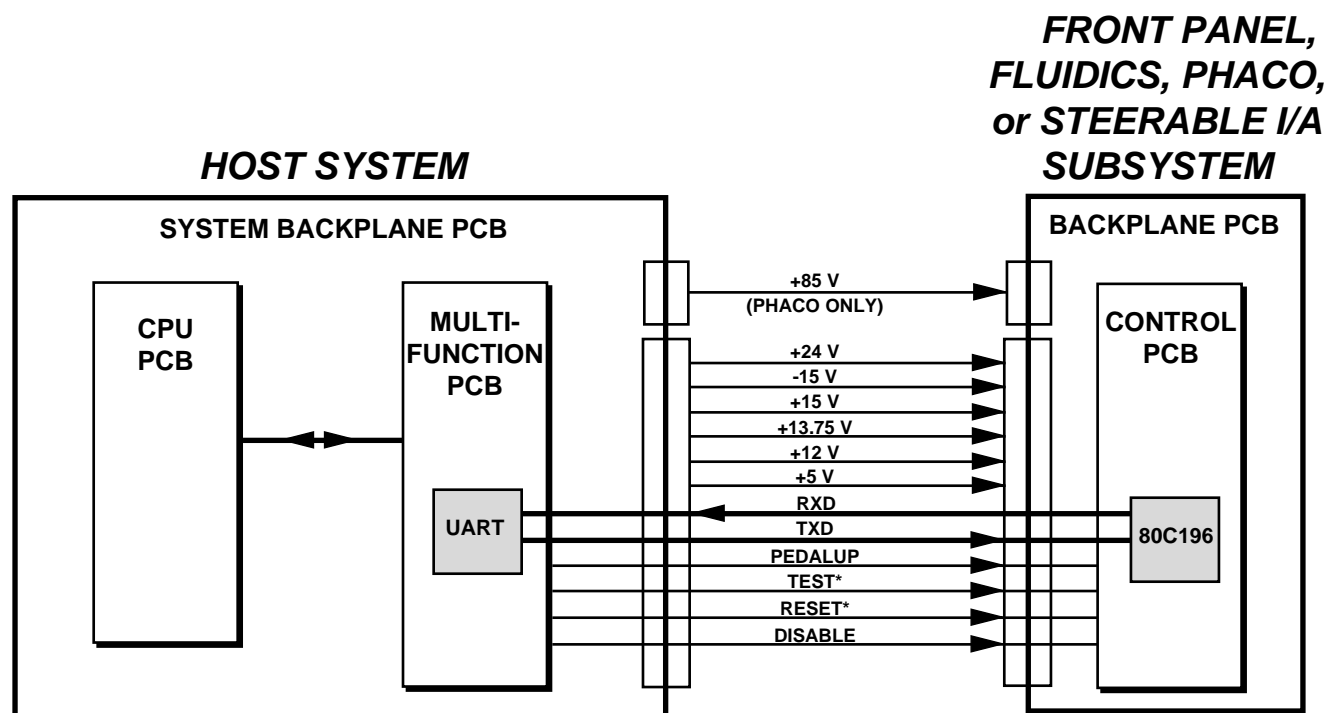 FRONT PANEL,
FLUIDICS, PHACO,
or STEERABLE I/A
SUBSYSTEM
HOST SYSTEM
SYSTEM BACKPLANE PCB
CPU
PCB
MULTI-
FUNCTION
PCB
UART
+85 V
(PHACO ONLY)
+24 V
-15 V
+15 V
+13.75 V
+12 V
+5 V
RXD
TXD
PEDALUP
TEST*
RESET*
DISABLE
BACKPLANE PCB
CONTROL
PCB
80C196